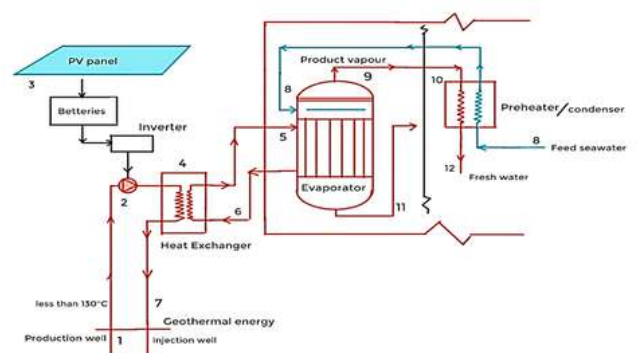 PV panel
3
Betteries
Inverter
4
2
Heat Exchanger
less than 130°C
7
Geothermal energy
Production well
1
Injection well
Product vapour
9
8
5
6
Evaporator
11
10
Preheater/condenser
8
Feed seawater
12
Fresh water